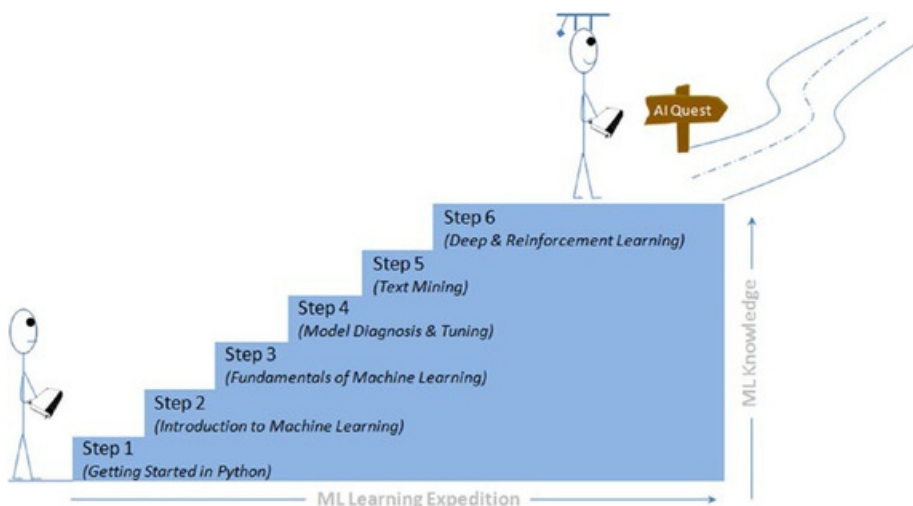 AI Quest
Step 6
(Deep & Reinforcement Learning)
Step 5
(Text Mining)
Step 4
(Model Diagnosis & Tuning)
Step 3
(Fundamentals of Machine Learning)
Step 2
(Introduction to Machine Learning)
Step 1
(Getting Started in Python)
ML Knowledge
ML Learning Expedition